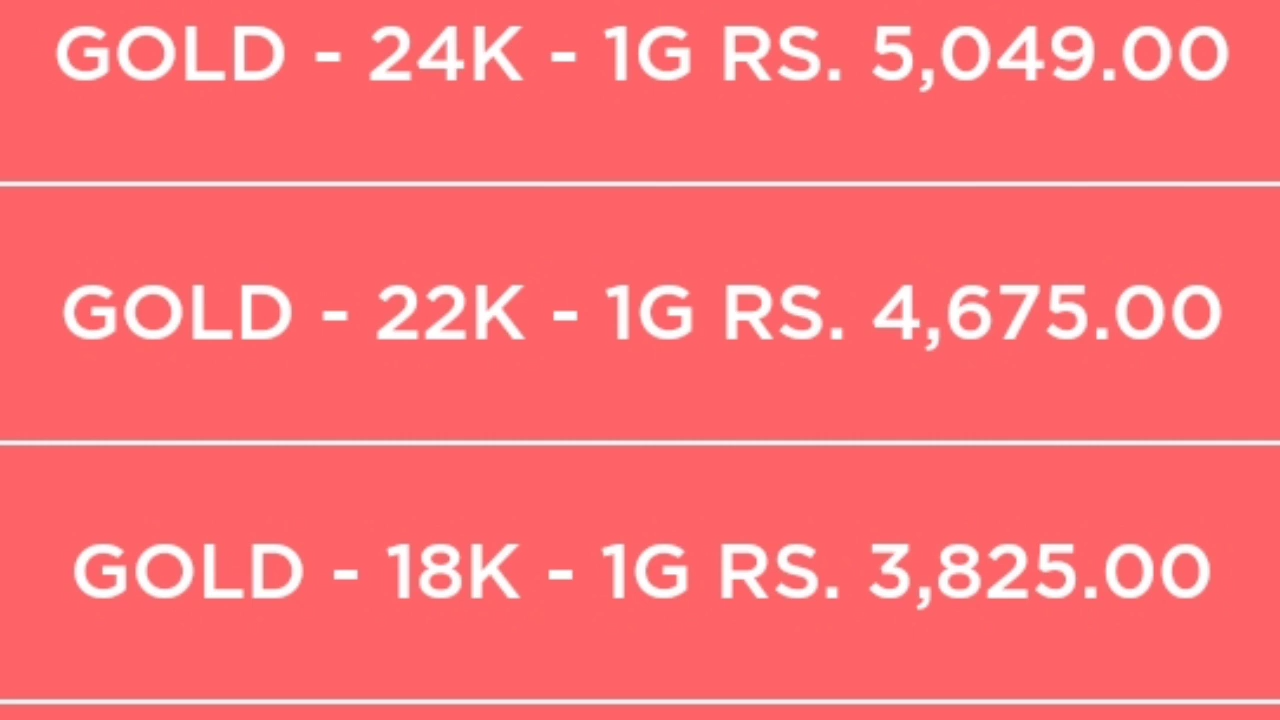 GOLD - 24K - 1G RS. 5,049.00
GOLD - 22K - 1G RS. 4,675.00
GOLD - 18K - 1G RS. 3,825.00